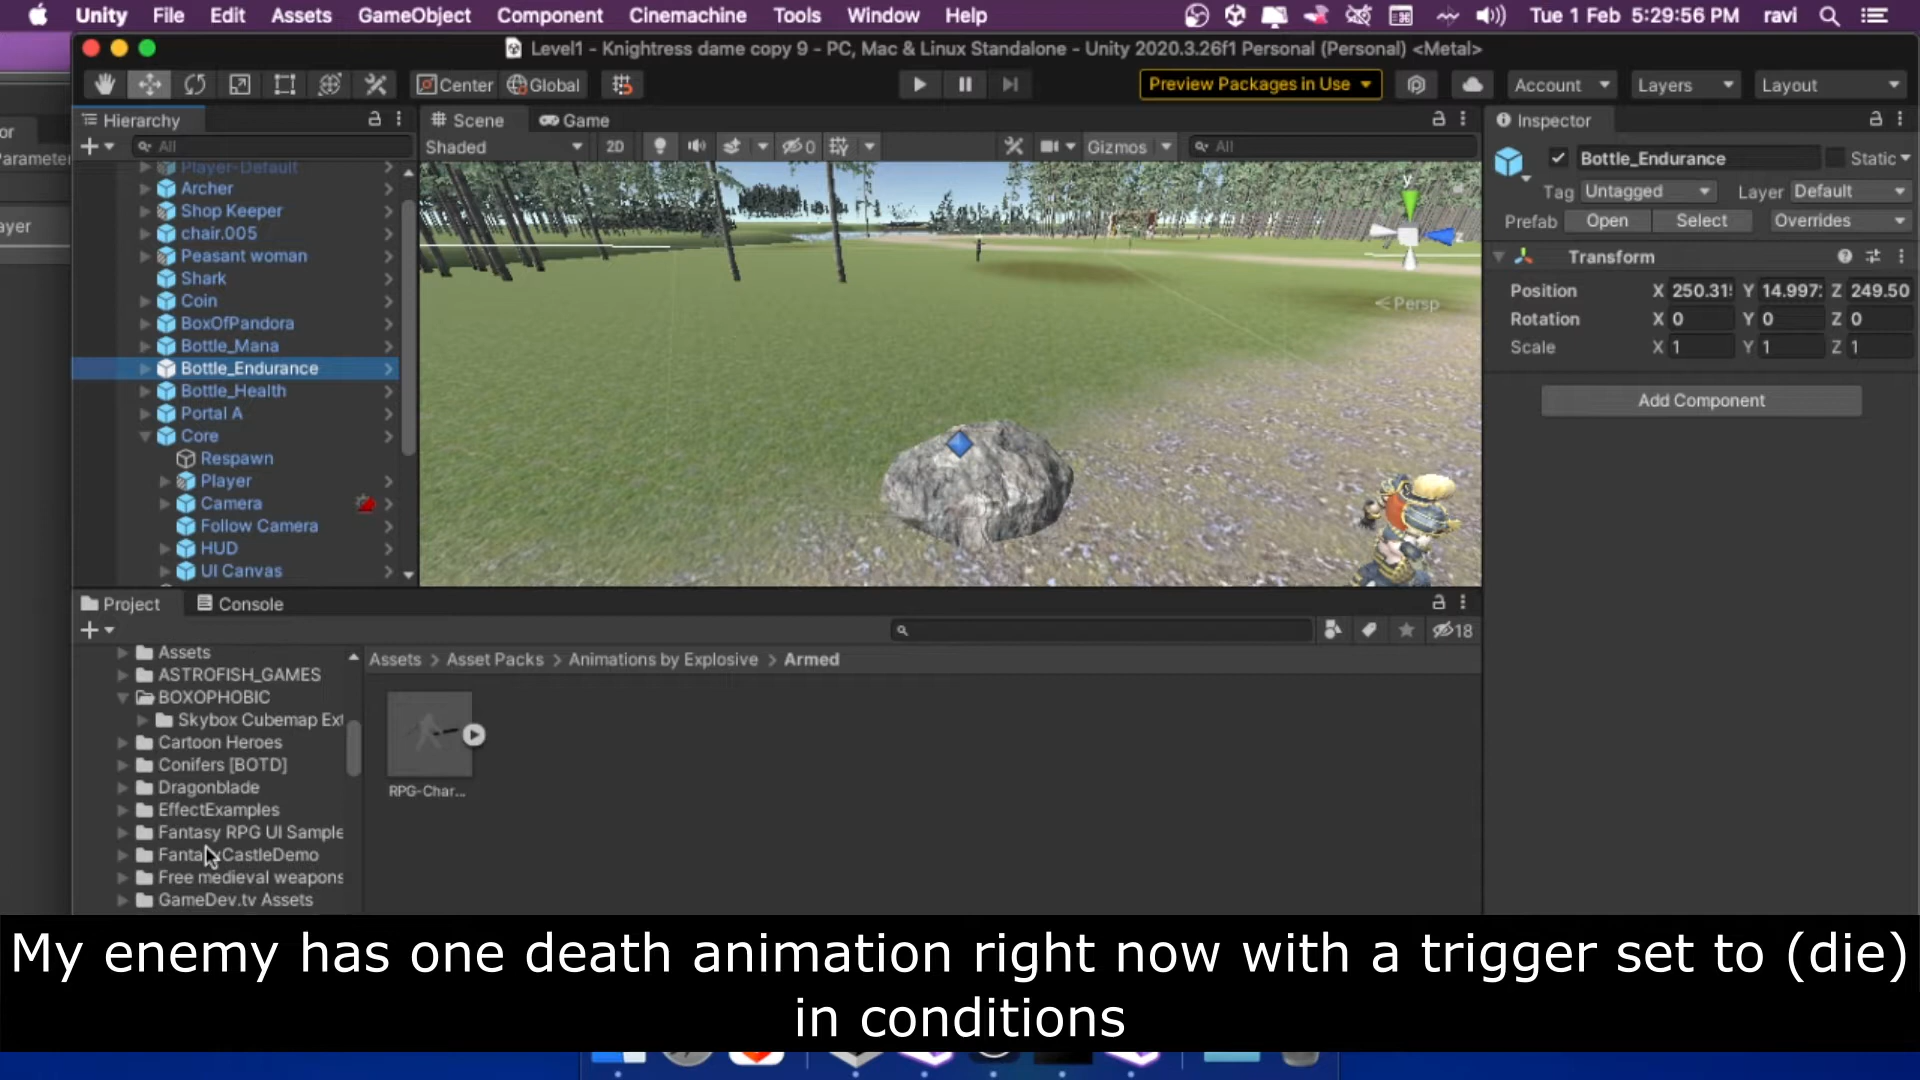 Unity File Edit Assets GameObject Component Cinemachine Tools Window Help Tue 1 Feb 5:29:56 PM ravi
Level1 - Knightress dame copy 9 - PC, Mac & Linux Standalone - Unity 2020.3.26f1 Personal (Personal) <Metal>
Center Global Preview Packages in Use Account Layers Layout
Hierarchy Scene Game Inspector
All Shaded 2D 0 Gizmos All
Bottle_Endurance Static
Tag Untagged Layer Default
Prefab Open Select Overrides
Transform
Position X 250.31! Y 14.997: Z 249.50
Rotation X 0 Y 0 Z 0
Scale X 1 Y 1 Z 1
Add Component
Player-Default
Archer
Shop Keeper
chair.005
Peasant woman
Shark
Coin
BoxOfPandora
Bottle_Mana
Bottle_Endurance
Bottle_Health
Portal A
Core
Respawn
Player
Camera
Follow Camera
HUD
UI Canvas
y
z
Persp
or
Parameter
ayer
Project Console
18
Assets
ASTROFISH_GAMES
BOXOPHOBIC
Skybox Cubemap Ext
Cartoon Heroes
Conifers [BOTD]
Dragonblade
EffectExamples
Fantasy RPG UI Sample
Fanta CastleDemo
Free medieval weapons
GameDev.tv Assets
Assets > Asset Packs > Animations by Explosive > Armed
RPG-Char...
My enemy has one death animation right now with a trigger set to (die)
in conditions